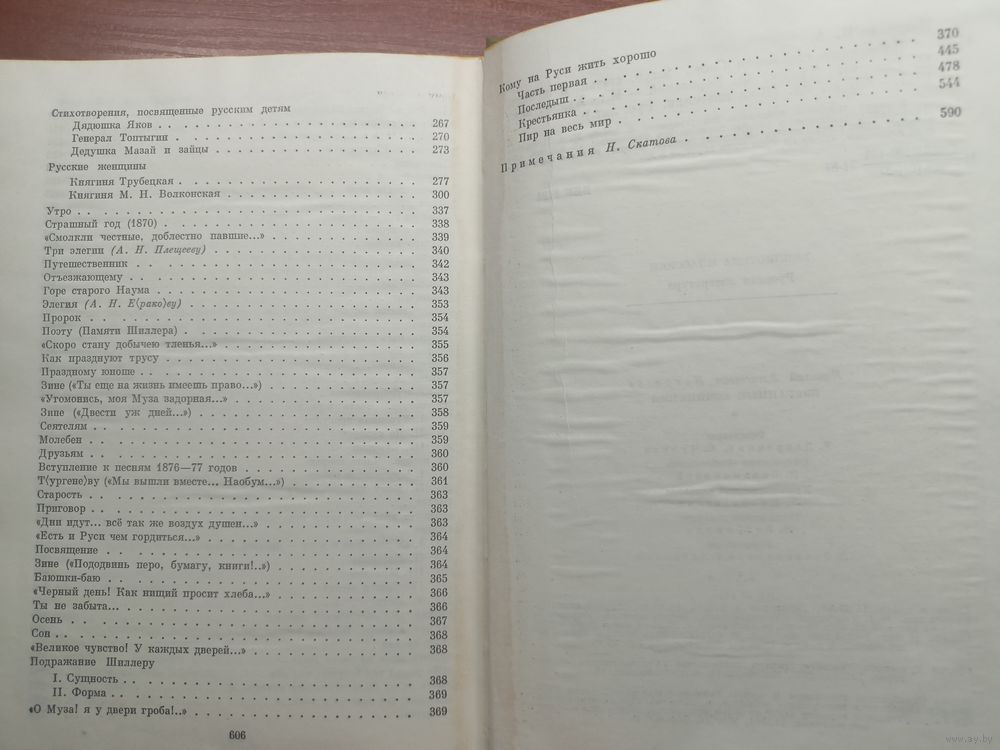 Стихотворения, посвященные русским детям
Дядюшка Яков . . . . . . . . . . . . . . . . . . 267
Генерал Топтыгин . . . . . . . . . . . . . . . . 270
Дедушка Мазай и зайцы . . . . . . . . . . . . . 273
Русские женщины
Княгиня Трубецкая . . . . . . . . . . . . . . . 277
Княгиня М. Н. Волконская . . . . . . . . . . . . 300
Утро . . . . . . . . . . . . . . . . . . . . . . 337
Страшный год (1870) . . . . . . . . . . . . . . 338
«Смолкли честные, доблестно павшие...» . . . . . 339
Три элегии (А. Н. Плещееву) . . . . . . . . . . 340
Путешественник . . . . . . . . . . . . . . . . . 342
Отъезжающему . . . . . . . . . . . . . . . . . . 343
Горе старого Наума . . . . . . . . . . . . . . . 343
Элегия (А. Н. Е⟨рако⟩ву) . . . . . . . . . . . . 353
Пророк . . . . . . . . . . . . . . . . . . . . . 354
Поэту (Памяти Шиллера) . . . . . . . . . . . . . 354
«Скоро стану добычею тленья...» . . . . . . . . 355
Как празднуют трусу . . . . . . . . . . . . . . 356
Праздному юноше . . . . . . . . . . . . . . . . 357
Зине («Ты еще на жизнь имеешь право...») . . . . 357
«Угомонись, моя Муза задорная...» . . . . . . . 357
Зине («Двести уж дней...») . . . . . . . . . . . 358
Сеятелям . . . . . . . . . . . . . . . . . . . . 359
Молебен . . . . . . . . . . . . . . . . . . . . 359
Друзьям . . . . . . . . . . . . . . . . . . . . 360
Вступление к песням 1876—77 годов . . . . . . . 360
Т⟨ургене⟩ву («Мы вышли вместе... Наобум...») . . 361
Старость . . . . . . . . . . . . . . . . . . . . 363
Приговор . . . . . . . . . . . . . . . . . . . . 363
«Дни идут... всё так же воздух душен...» . . . . 363
«Есть и Руси чем гордиться...» . . . . . . . . . 364
Посвящение . . . . . . . . . . . . . . . . . . . 364
Зине («Пододвинь перо, бумагу, книги!..») . . . 364
Баюшки-баю . . . . . . . . . . . . . . . . . . . 365
«Черный день! Как нищий просит хлеба...» . . . . 366
Ты не забыта... . . . . . . . . . . . . . . . . 366
Осень . . . . . . . . . . . . . . . . . . . . . 367
Сон . . . . . . . . . . . . . . . . . . . . . . 368
«Великое чувство! У каждых дверей...» . . . . . 368
Подражание Шиллеру
I. Сущность . . . . . . . . . . . . . . . . . . 368
II. Форма . . . . . . . . . . . . . . . . . . . 369
«О Муза! я у двери гроба!..» . . . . . . . . . . 369
606
Кому на Руси жить хорошо
Часть первая . . . . . . . . . . . . . . . . . . 370
Последыш . . . . . . . . . . . . . . . . . . . . 445
Крестьянка . . . . . . . . . . . . . . . . . . . 478
Пир на весь мир . . . . . . . . . . . . . . . . 544
Примечания Н. Скатова . . . . . . . . . . . . . 590
www.ay.by